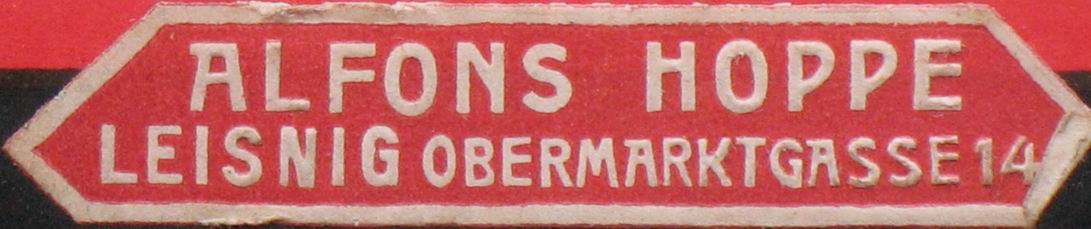 ALFONS HOPPE
LEISNIG OBERMARKTGASSE 14